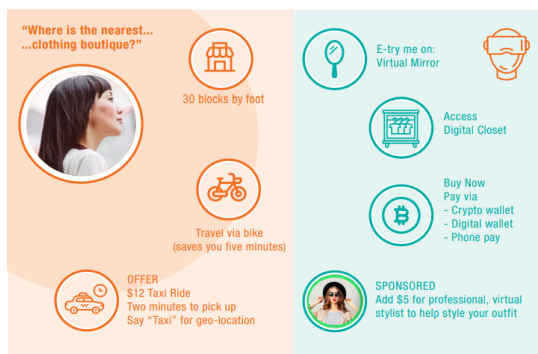 “Where is the nearest...
...clothing boutique?”
30 blocks by foot
Travel via bike
(saves you five minutes)
OFFER
$12 Taxi Ride
Two minutes to pick up
Say “Taxi” for geo-location
E-try me on:
Virtual Mirror
Access
Digital Closet
Buy Now
Pay via
- Crypto wallet
- Digital wallet
- Phone pay
SPONSORED
Add $5 for professional, virtual
stylist to help style your outfit